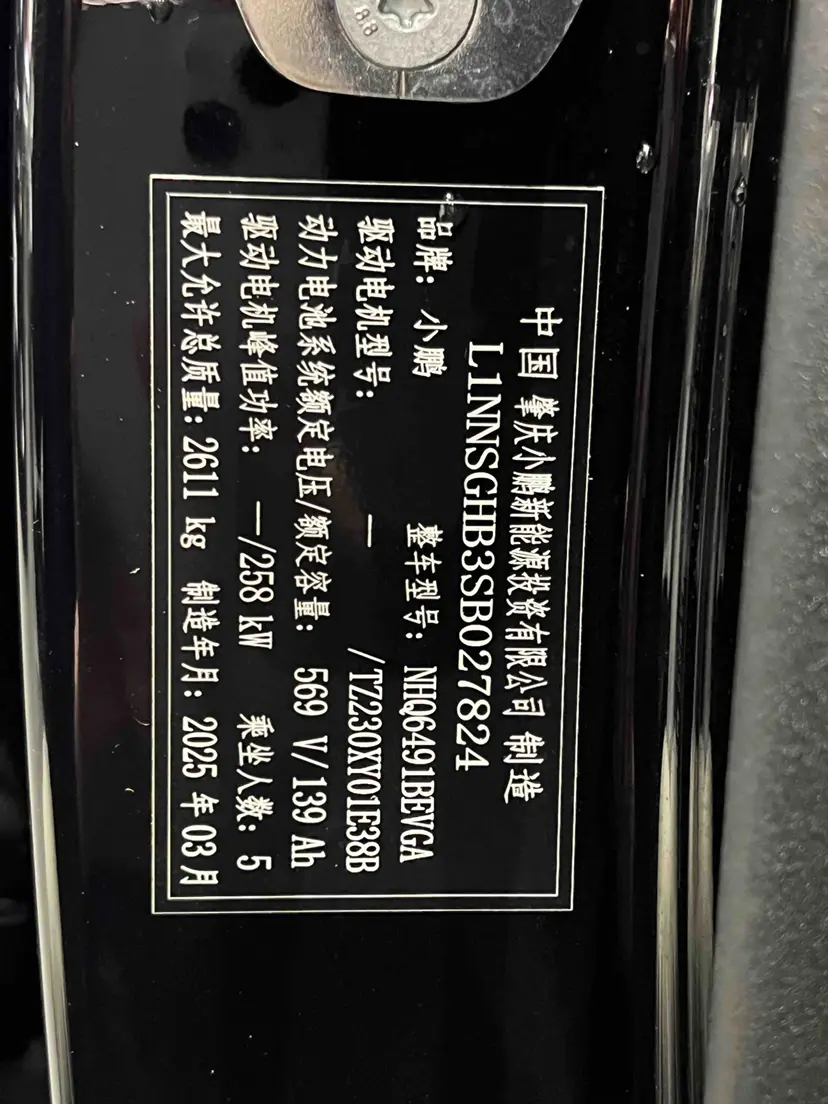 中国 肇庆小鹏新能源投资有限公司 制造
L1NNSGHB3SB027824
品牌：小鹏 整车型号：NHQ6491BEVGA
驱动电机型号： —/TZ230XY01E38B
动力电池系统额定电压/额定容量：569 V/139 Ah
驱动电机峰值功率： —/258 kW 乘坐人数：5
最大允许总质量：2611 kg 制造年月：2025 年 03 月
88